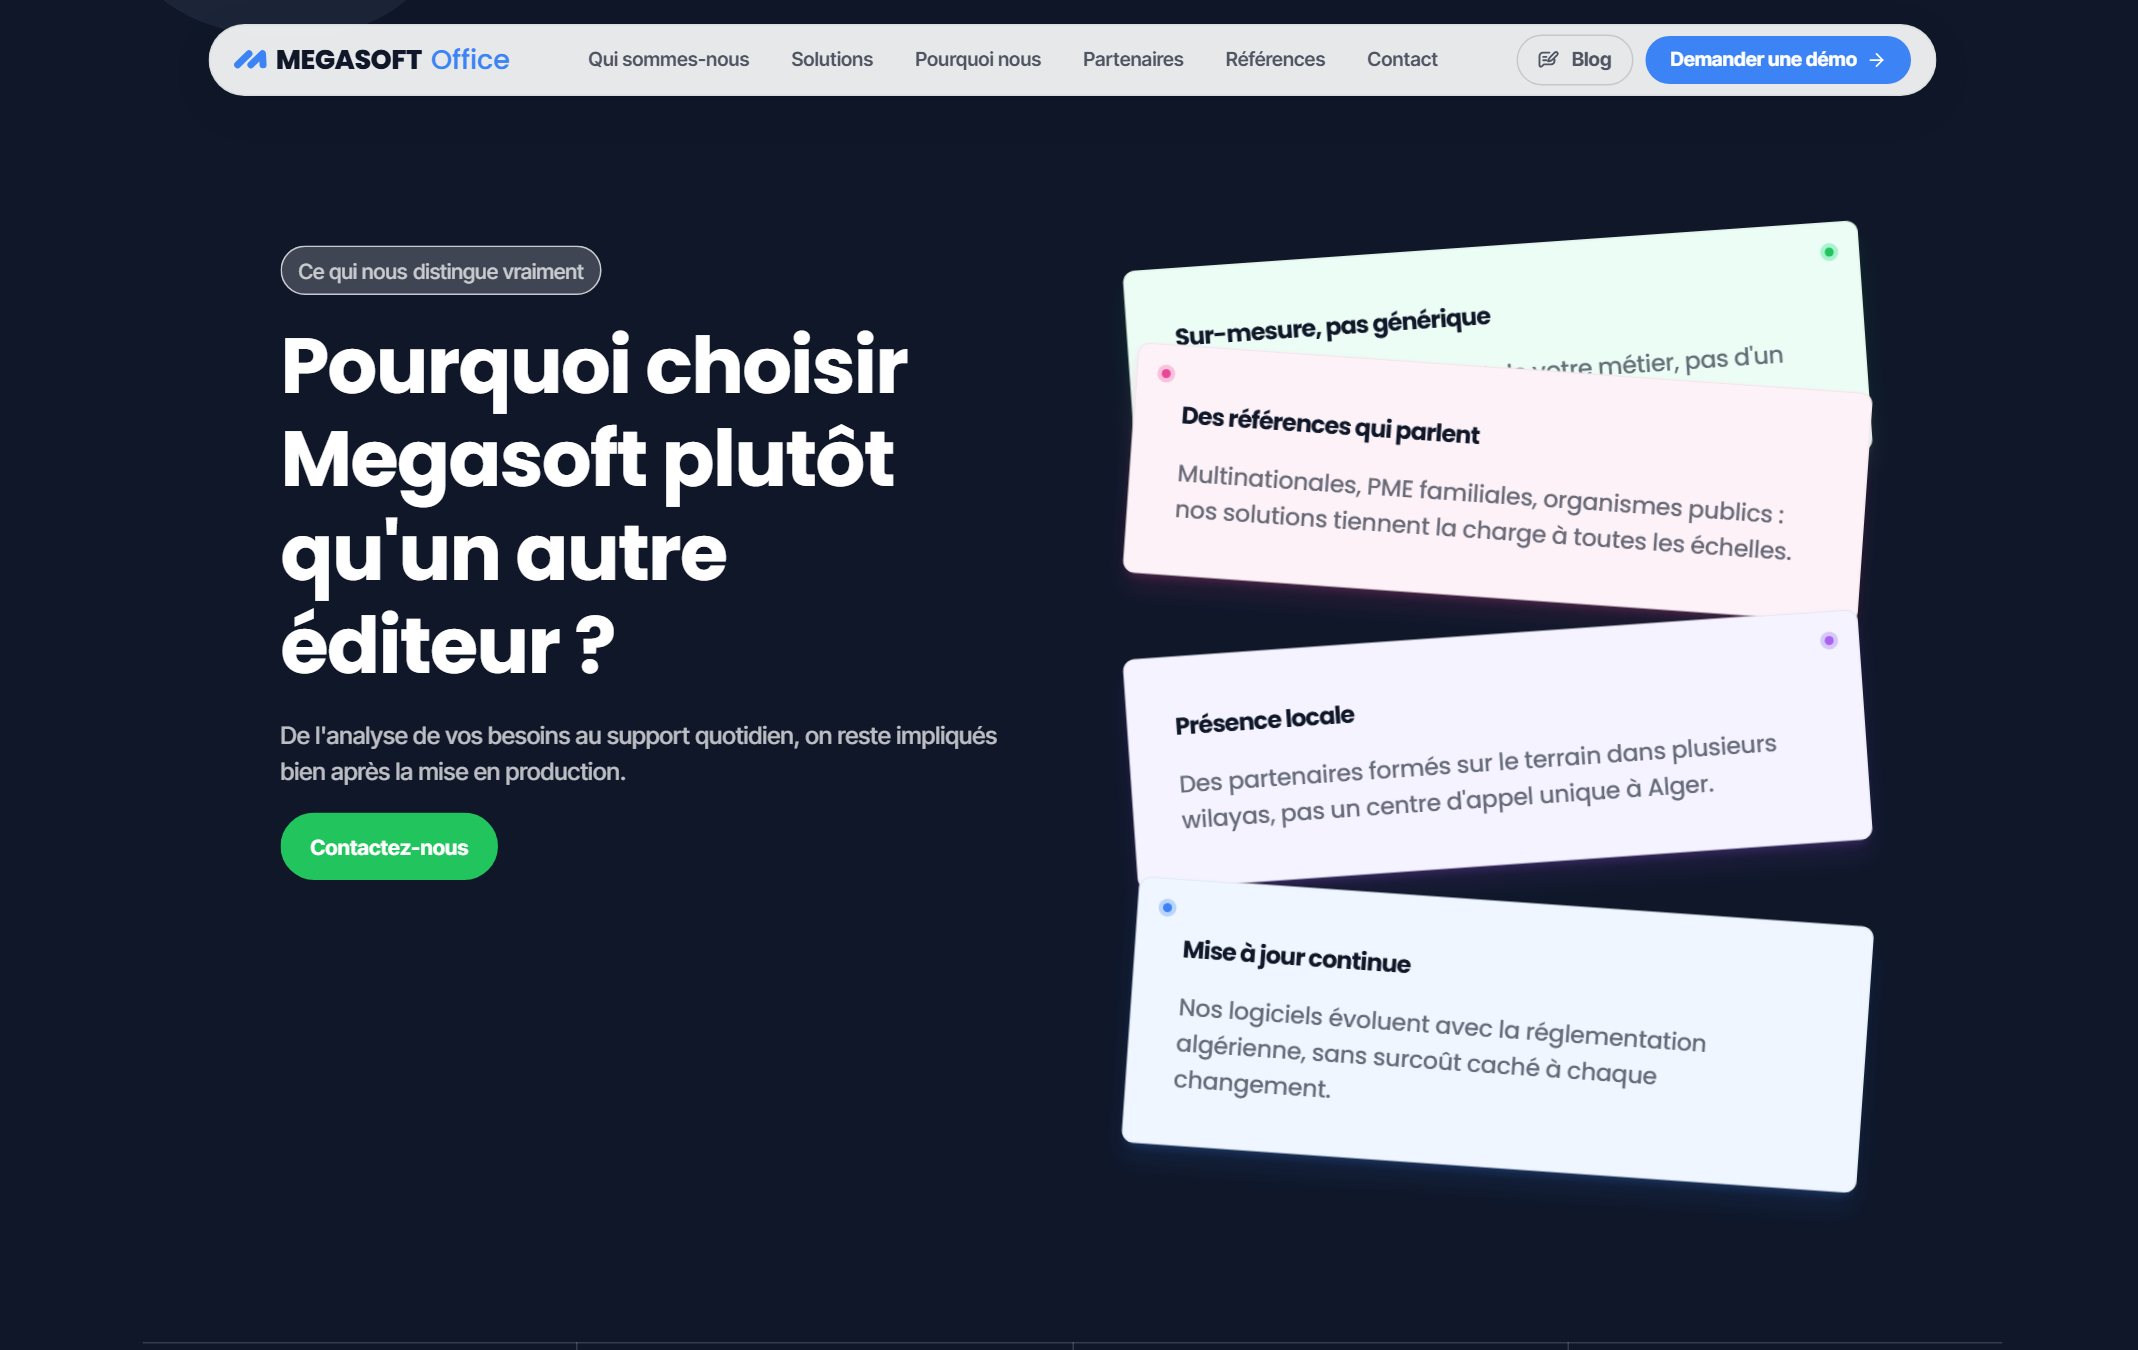 MEGASOFT Office
Qui sommes-nous
Solutions
Pourquoi nous
Partenaires
Références
Contact
Blog
Demander une démo
Ce qui nous distingue vraiment
Pourquoi choisir
Megasoft plutôt
qu'un autre
éditeur ?
De l'analyse de vos besoins au support quotidien, on reste impliqués
bien après la mise en production.
Contactez-nous
Sur-mesure, pas générique
votre métier, pas d'un
Des références qui parlent
Multinationales, PME familiales, organismes publics :
nos solutions tiennent la charge à toutes les échelles.
Présence locale
Des partenaires formés sur le terrain dans plusieurs
wilayas, pas un centre d'appel unique à Alger.
Mise à jour continue
Nos logiciels évoluent avec la réglementation
algérienne, sans surcoût caché à chaque
changement.